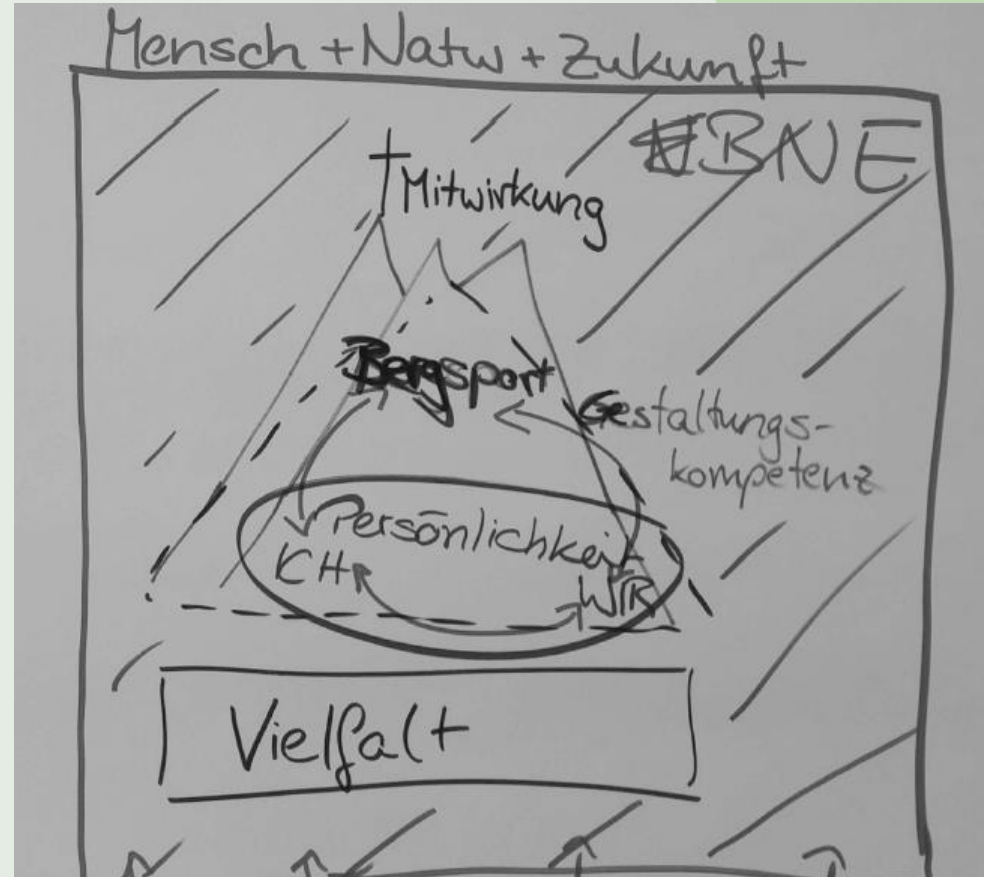 Mensch + Natur + Zukunft
BNE
Mitwirkung
Bergsport
Gestaltungs-
kompetenz
Persönlichkeit
ICH
WIR
Vielfalt